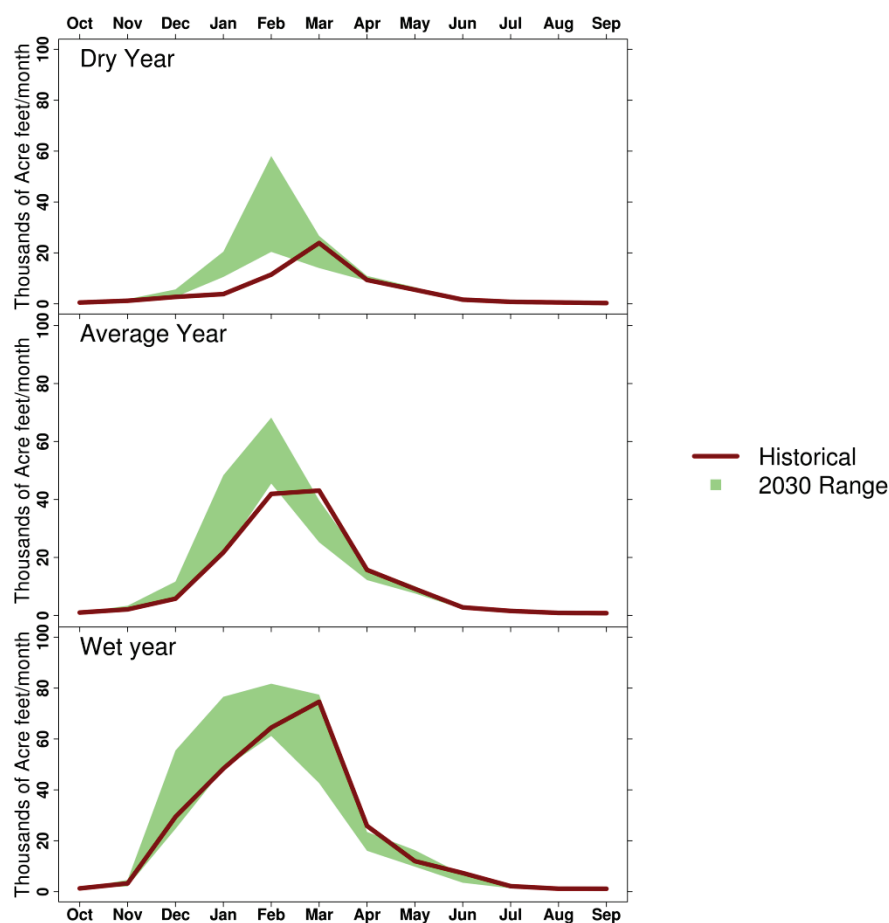 Oct Nov Dec Jan Feb Mar Apr May Jun Jul Aug Sep
Dry Year
Thousands of Acre feet/month
100
80
60
40
20
0
Average Year
Thousands of Acre feet/month
100
80
60
40
20
0
Historical
2030 Range
Wet year
Thousands of Acre feet/month
100
80
60
40
20
0
Oct Nov Dec Jan Feb Mar Apr May Jun Jul Aug Sep